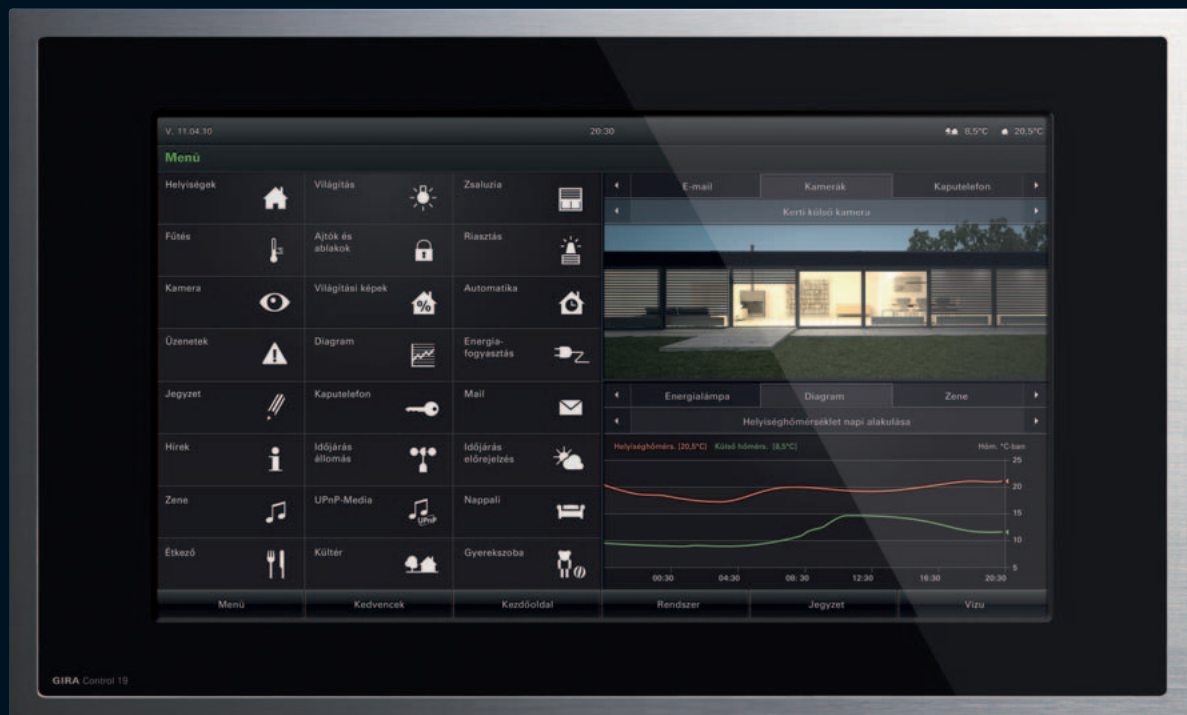 V. 11.04.10 20:30 8,5°C 20,5°C
Menü
Helyiségek Világítás Zsaluzia
Fűtés Ajtók és ablakok Riasztás
Kamera Világítási képek % Automatika
Üzenetek Diagram Energia-fogyasztás
Jegyzet Kaputelefon Mail
Hírek Időjárás állomás Időjárás előrejelzés
Zene UPnP-Media UPnP Nappali
Étkező Kültér Gyerekszoba
E-mail Kamerák Kaputelefon
Kerti külső kamera
Energialámpa Diagram Zene
Helyiséghőmérséklet napi alakulása
Helyiséghőmérs. [20,5°C] Külső hőmérs. [8,5°C] Hőm. °C-ban
25
20
15
10
5
00:30 04:30 08:30 12:30 16:30 20:30
Menü Kedvencek Kezdőoldal Rendszer Jegyzet Vizu
GIRA Control 19